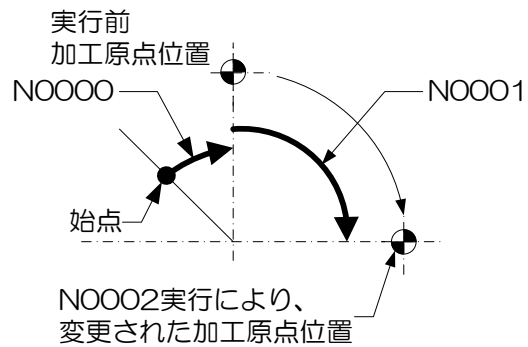 実行前
加工原点位置
N0000
N0001
始点
N0002実行により、
変更された加工原点位置